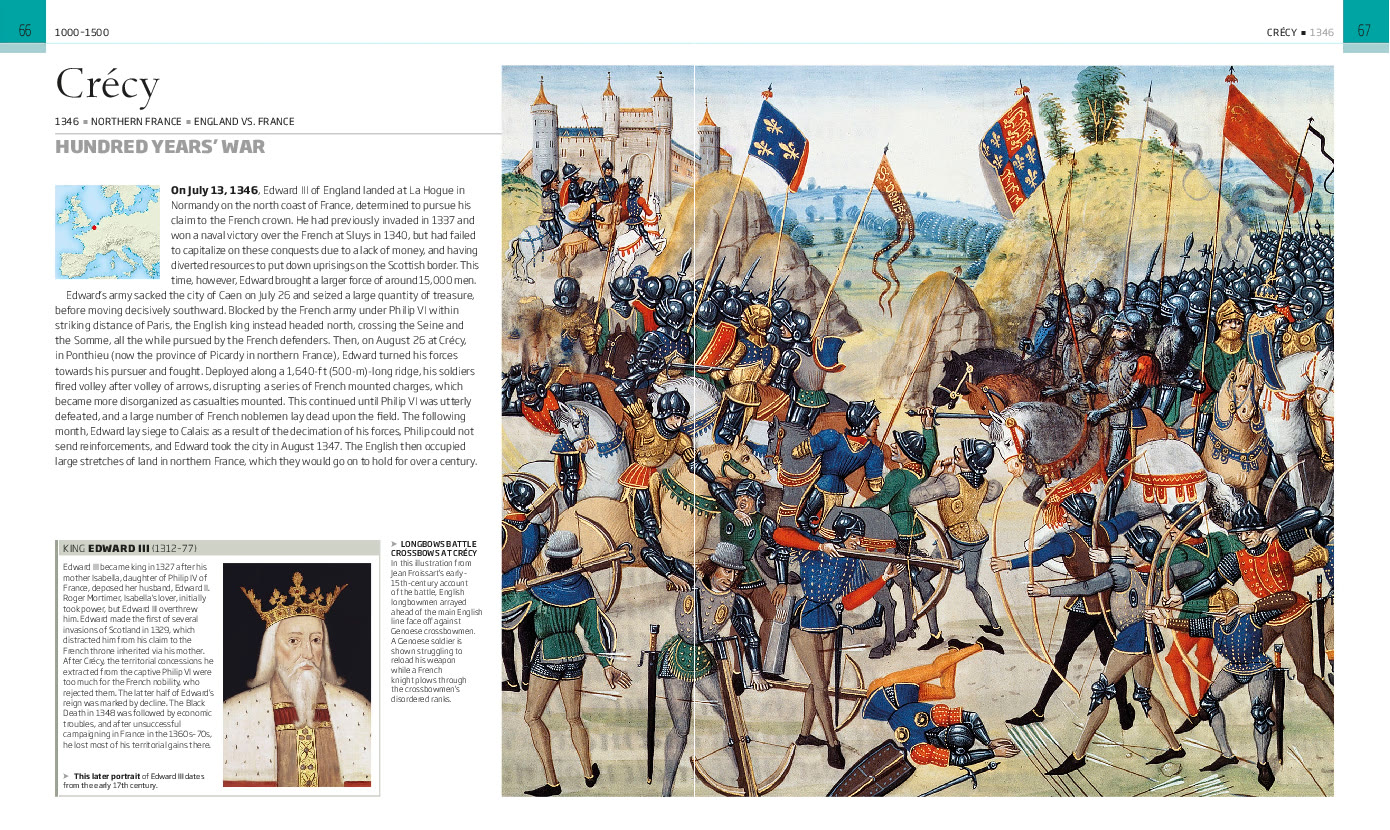 66
1000–1500
CRÉCY ■ 1346
67
Crécy
1346 ■ NORTHERN FRANCE ■ ENGLAND VS. FRANCE
HUNDRED YEARS’ WAR
On July 13, 1346, Edward III of England landed at La Hogue in
Normandy on the north coast of France, determined to pursue his
claim to the French crown. He had previously invaded in 1337 and
won a naval victory over the French at Sluys in 1340, but had failed
to capitalize on these conquests due to a lack of money, and having
diverted resources to put down uprisings on the Scottish border. This
time, however, Edward brought a larger force of around 15,000 men.
Edward’s army sacked the city of Caen on July 26 and seized a large quantity of treasure,
before moving decisively southward. Blocked by the French army under Philip VI within
striking distance of Paris, the English king instead headed north, crossing the Seine and
the Somme, all the while pursued by the French defenders. Then, on August 26 at Crécy,
in Ponthieu (now the province of Picardy in northern France), Edward turned his forces
towards his pursuer and fought. Deployed along a 1,640-ft (500-m)-long ridge, his soldiers
fired volley after volley of arrows, disrupting a series of French mounted charges, which
became more disorganized as casualties mounted. This continued until Philip VI was utterly
defeated, and a large number of French noblemen lay dead upon the field. The following
month, Edward lay siege to Calais: as a result of the decimation of his forces, Philip could not
send reinforcements, and Edward took the city in August 1347. The English then occupied
large stretches of land in northern France, which they would go on to hold for over a century.
KING EDWARD III (1312–77)
Edward III became king in 1327 after his
mother Isabella, daughter of Philip IV of
France, deposed her husband, Edward II.
Roger Mortimer, Isabella’s lover, initially
took power, but Edward III overthrew
him. Edward made the first of several
invasions of Scotland in 1329, which
distracted him from his claim to the
French throne inherited via his mother.
After Crécy, the territorial concessions he
extracted from the captive Philip VI were
too much for the French nobility, who
rejected them. The latter half of Edward’s
reign was marked by decline. The Black
Death in 1348 was followed by economic
troubles, and after unsuccessful
campaigning in France in the 1360s–70s,
he lost most of his territorial gains there.
➤ This later portrait of Edward III dates
from the early 17th century.
➤ LONGBOWS BATTLE
CROSSBOWS AT CRÉCY
In this illustration from
Jean Froissart’s early-
15th-century account
of the battle, English
longbowmen arrayed
ahead of the main English
line face off against
Genoese crossbowmen.
A Genoese soldier is
shown struggling to
reload his weapon
while a French
knight plows through
the crossbowmen’s
disordered ranks.